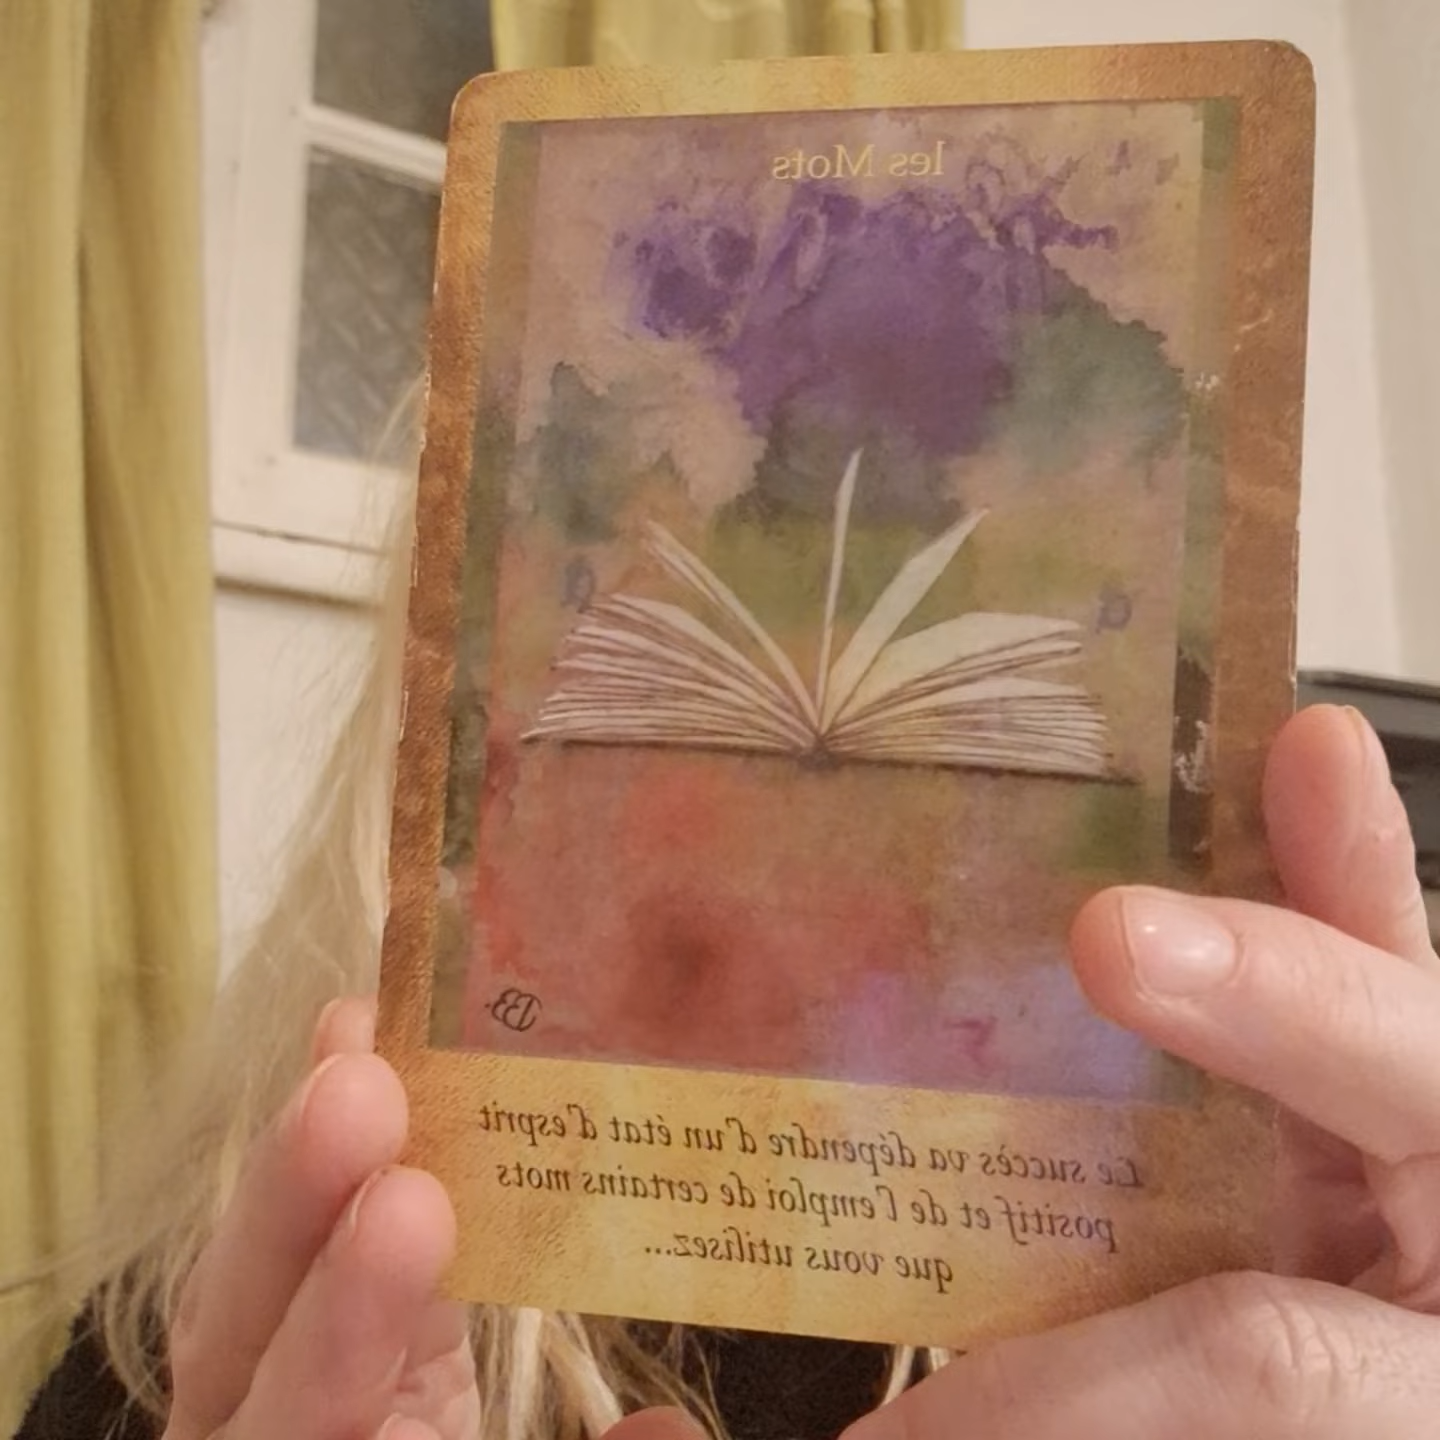 les Mots
B.
Le succès va dépendre d'un état d'esprit
positif et de l'emploi de certains mots
que vous utilisez...